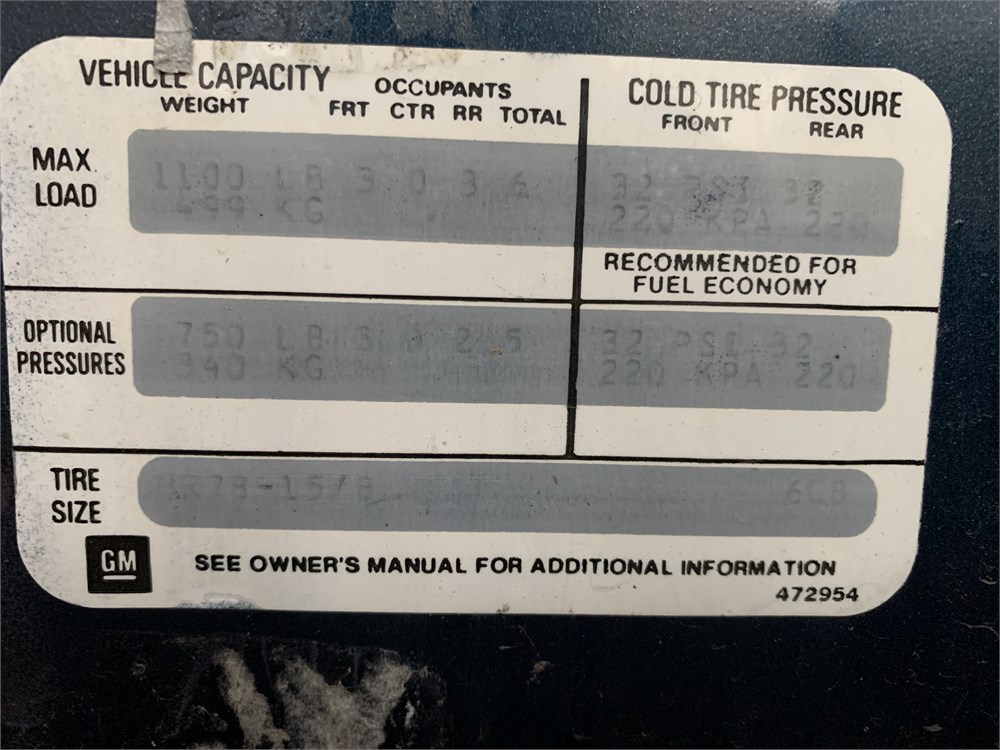 VEHICLE CAPACITY
WEIGHT
OCCUPANTS
FRT CTR RR TOTAL
COLD TIRE PRESSURE
FRONT REAR
MAX
LOAD
1100 LB 3 0 3 6
499 KG
32 PSI 32
220 KPA 220
RECOMMENDED FOR
FUEL ECONOMY
OPTIONAL
PRESSURES
750 LB 3 0 2 5
340 KG
32 PSI 32
220 KPA 220
TIRE
SIZE
GM
SEE OWNER'S MANUAL FOR ADDITIONAL INFORMATION
472954